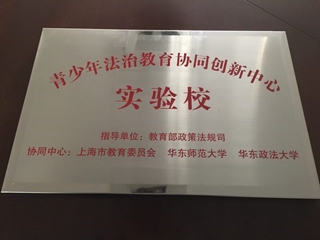 青少年法治教育协同创新中心
实验校
指导单位：教育部政策法规司
协同中心：上海市教育委员会 华东师范大学 华东政法大学